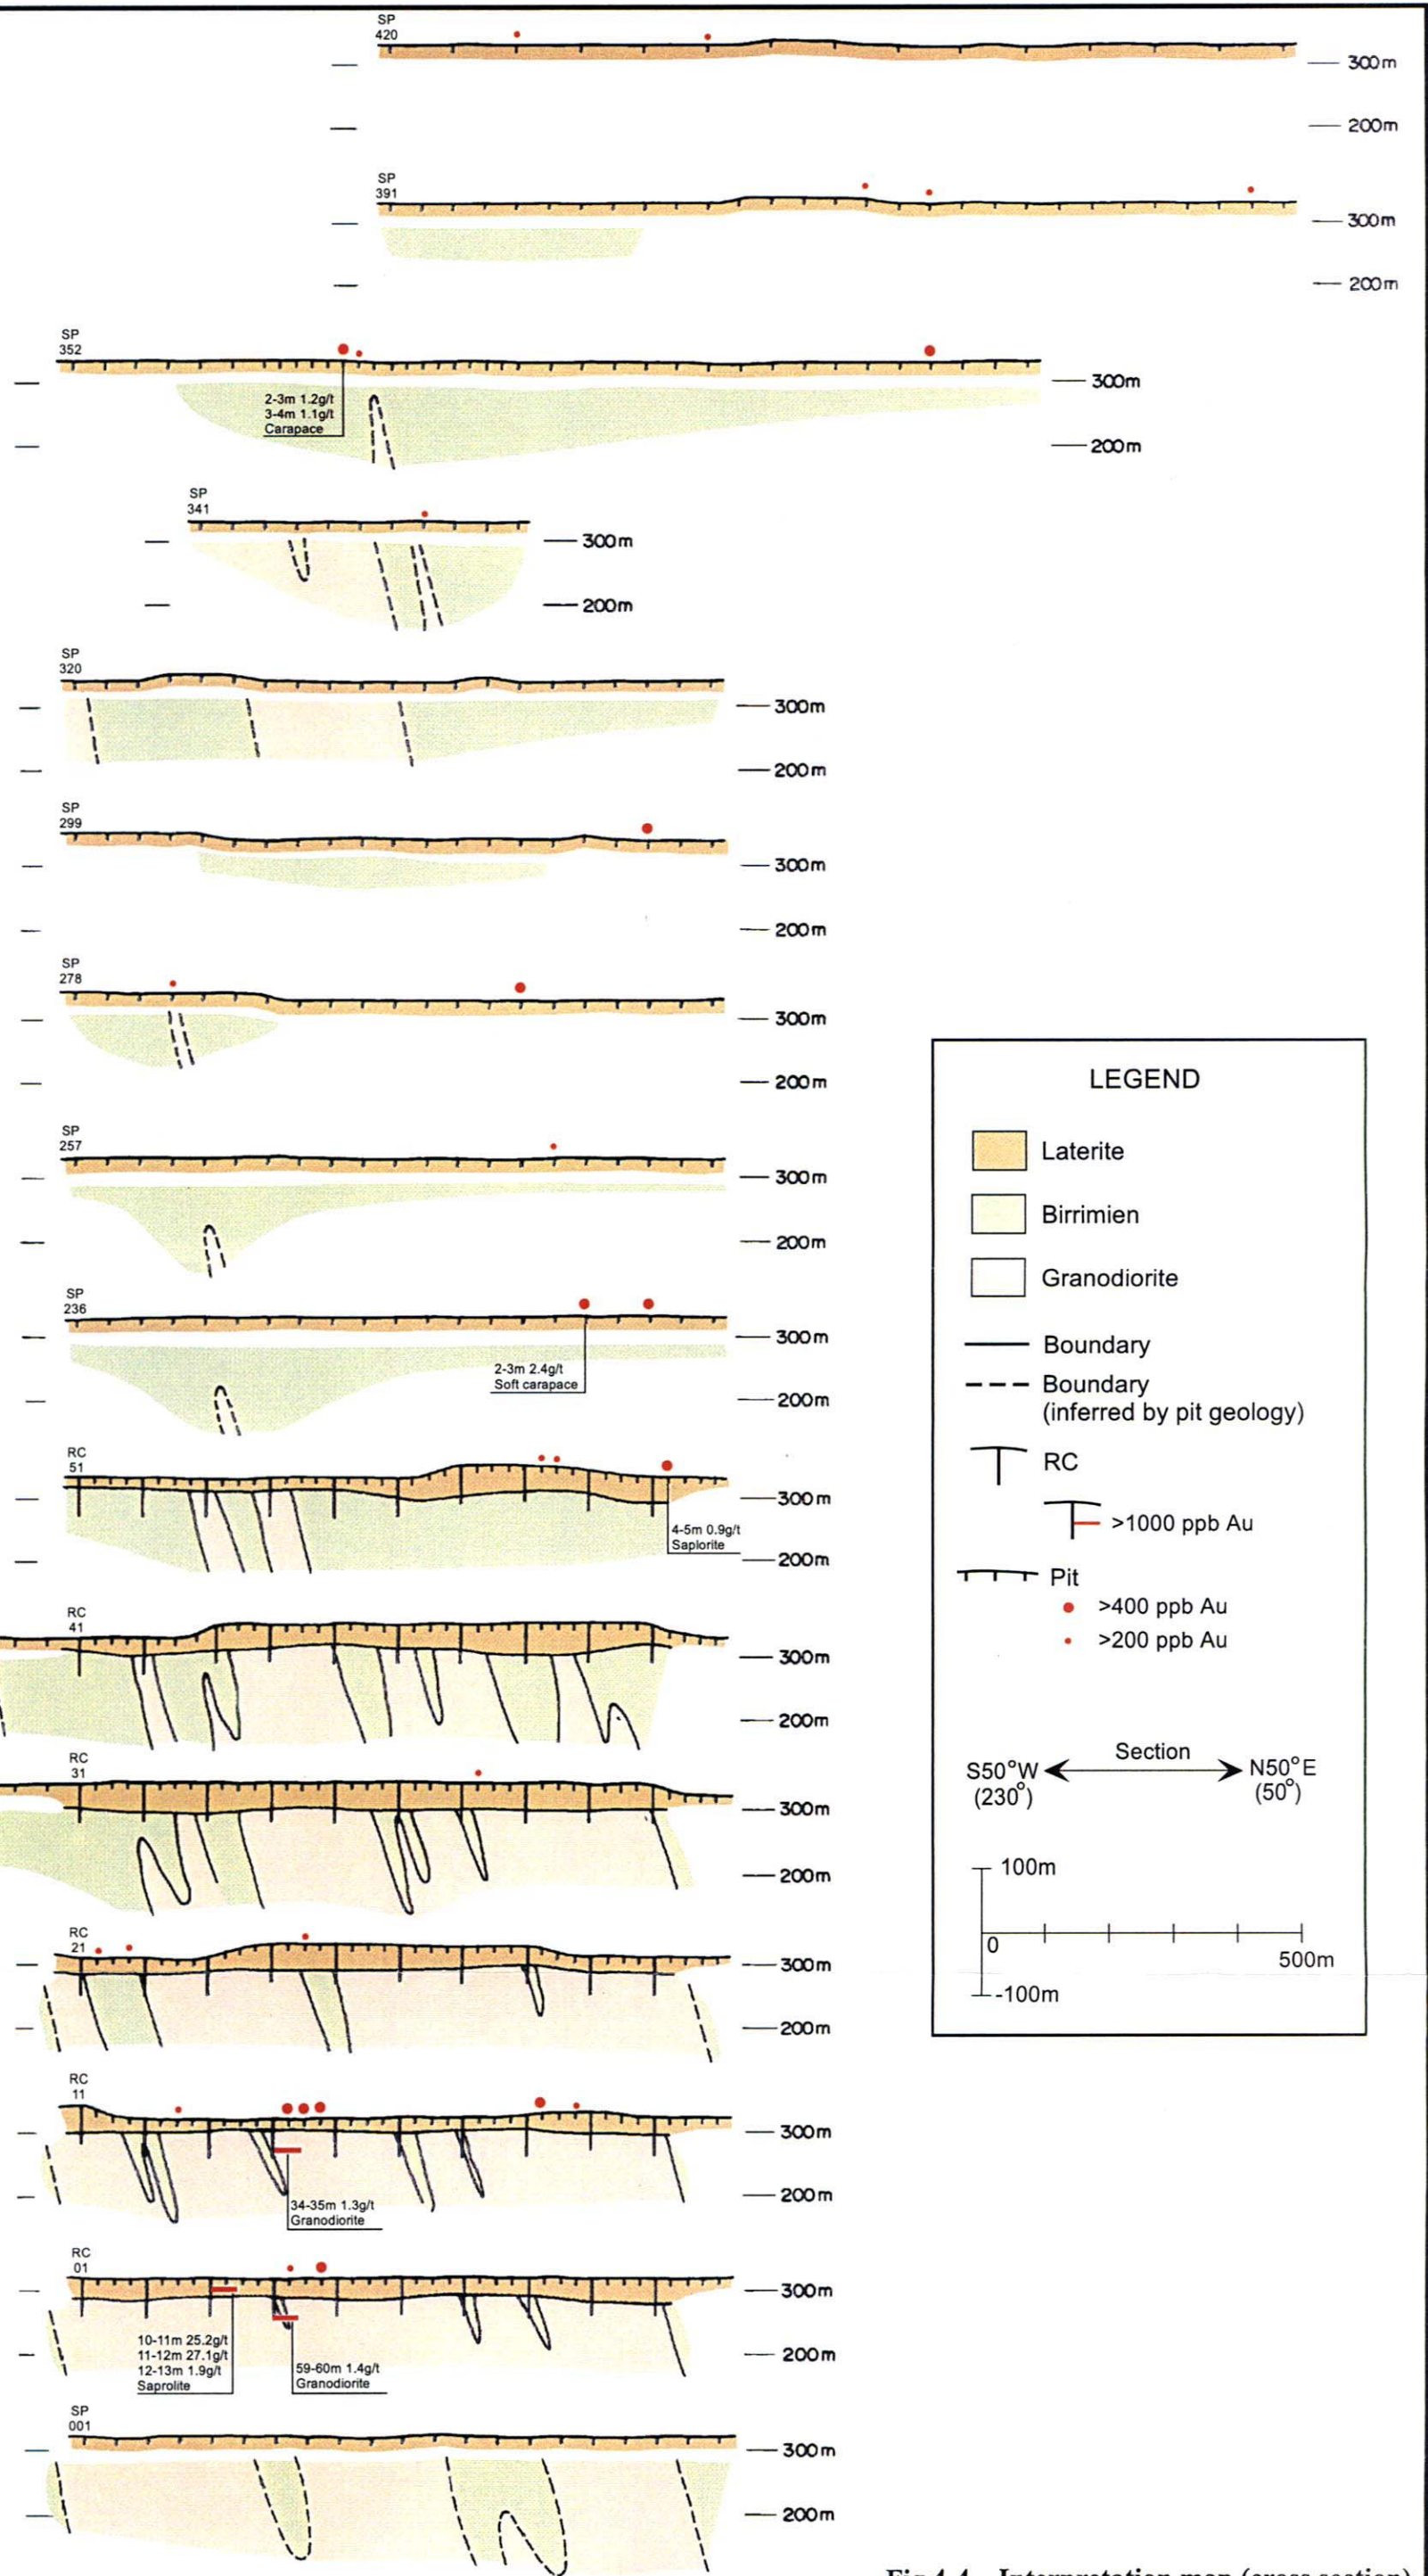 SP
420
300m
200m
SP
391
300m
200m
SP
352
2-3m 1.2g/t
3-4m 1.1g/t
Carapace
300m
200m
SP
341
300m
200m
SP
320
300m
200m
SP
299
300m
200m
SP
278
300m
200m
SP
257
300m
200m
SP
236
2-3m 2.4g/t
Soft carapace
300m
200m
RC
51
4-5m 0.9g/t
Saplorite
300m
200m
RC
41
300m
200m
RC
31
300m
200m
RC
21
300m
200m
RC
11
34-35m 1.3g/t
Granodiorite
300m
200m
RC
01
10-11m 25.2g/t
11-12m 27.1g/t
12-13m 1.9g/t
Saprolite
59-60m 1.4g/t
Granodiorite
300m
200m
SP
001
300m
200m
LEGEND
Laterite
Birrimien
Granodiorite
Boundary
Boundary
(inferred by pit geology)
RC
>1000 ppb Au
Pit
>400 ppb Au
>200 ppb Au
Section
S50°W
(230°)
N50°E
(50°)
100m
0
500m
-100m
Fig.4-4 Interpretation map (cross section)